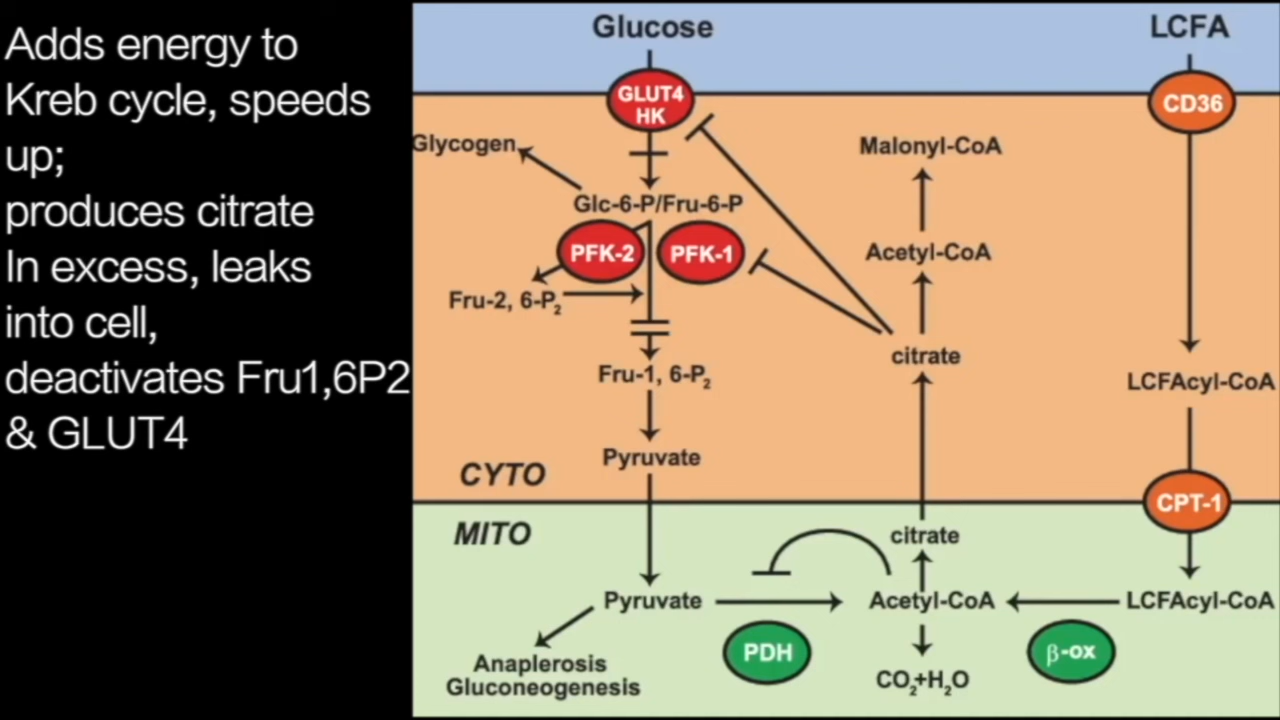 Adds energy to
Kreb cycle, speeds
up;
produces citrate
In excess, leaks
into cell,
deactivates Fru1,6P2
& GLUT4
Glucose
LCFA
GLUT4
HK
CD36
Glycogen
Malonyl-CoA
Glc-6-P/Fru-6-P
PFK-2
PFK-1
Acetyl-CoA
Fru-2, 6-P₂
citrate
Fru-1, 6-P₂
LCFAcyl-CoA
Pyruvate
CYTO
CPT-1
MITO
citrate
Pyruvate
Acetyl-CoA
LCFAcyl-CoA
PDH
β-ox
Anaplerosis
Gluconeogenesis
CO₂+H₂O